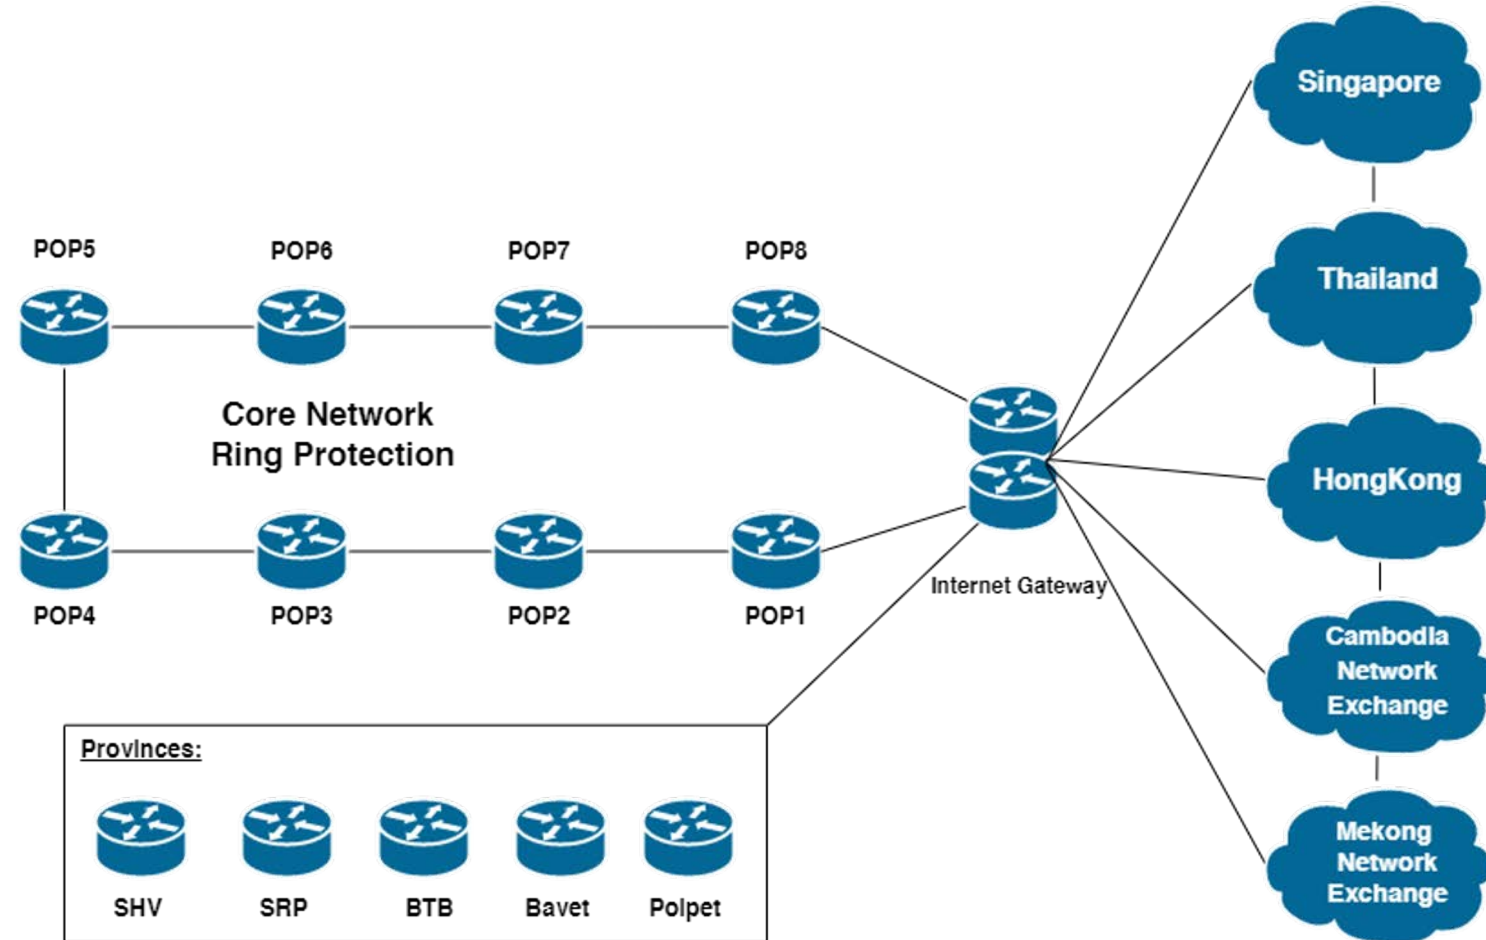 Singapore
POP5
POP6
POP7
POP8
Thailand
Core Network
Ring Protection
HongKong
Internet Gateway
POP4
POP3
POP2
POP1
Cambodia
Network
Exchange
Provinces:
Mekong
Network
Exchange
SHV
SRP
BTB
Bavet
Poipet